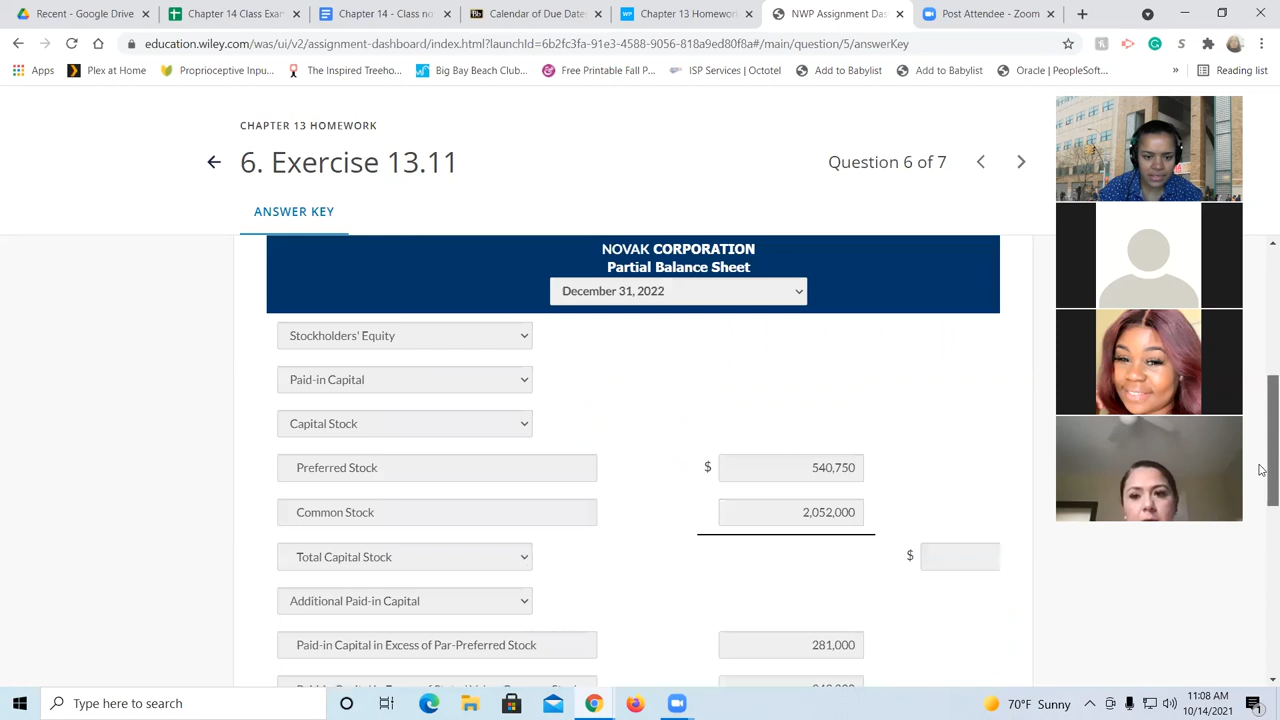 Recent - Google Drive
Chapter 14 Exam
Chapter 14 - Class no
Calendar of Due Date
Chapter 13 Homewor
NWP Assignment Das
Post Attendee - Zoom
education.wiley.com/was/ui/v2/assignment-dashboard/index.html?launchId=6b2fc3fa-91e3-4588-9056-818a9ed80f8a#/main/question/5/answerKey
Apps
Plex at Home
Proprioceptive Inpu...
The Inspired Treeho...
Big Bay Beach Club...
Free Printable Fall P...
ISP Services | Octotel
Add to Babylist
Add to Babylist
Oracle | PeopleSoft...
»
Reading list
CHAPTER 13 HOMEWORK
6. Exercise 13.11
Question 6 of 7
ANSWER KEY
NOVAK CORPORATION
Partial Balance Sheet
December 31, 2022
Stockholders' Equity
Paid-in Capital
Capital Stock
Preferred Stock $ 540,750
Common Stock 2,052,000
Total Capital Stock $
Additional Paid-in Capital
Paid-in Capital in Excess of Par-Preferred Stock 281,000
Type here to search
70°F Sunny
11:08 AM
10/14/2021
1